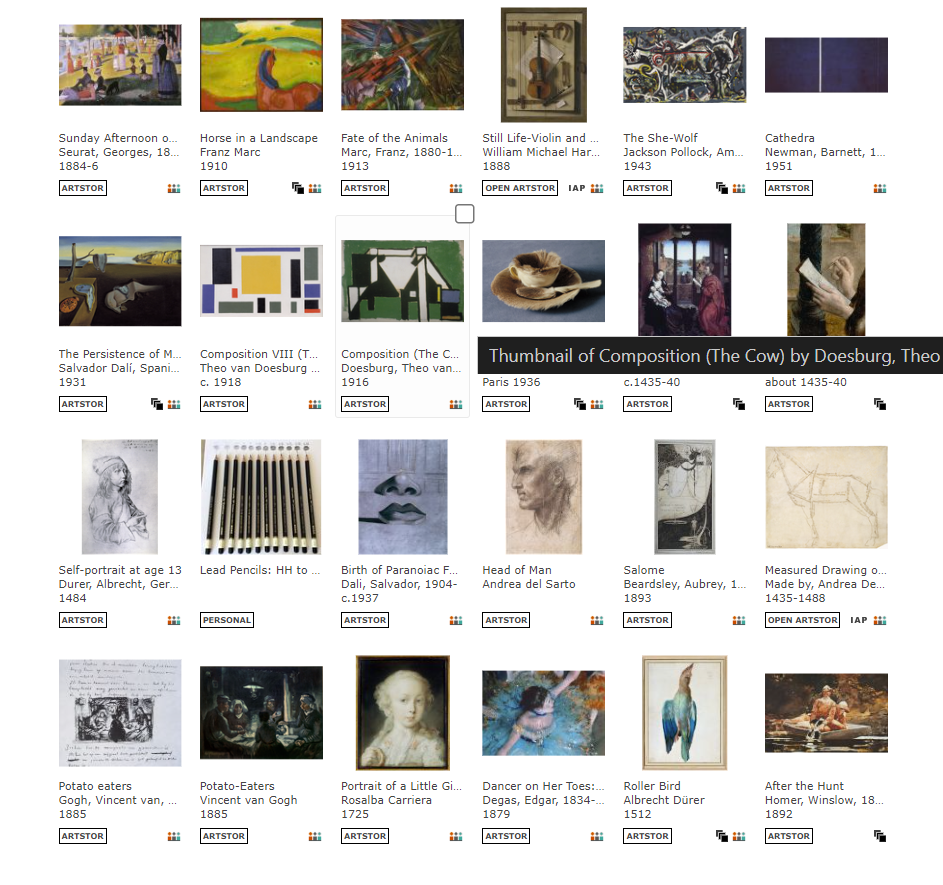 Sunday Afternoon o...
Seurat, Georges, 18...
1884-6
ARTSTOR
Horse in a Landscape
Franz Marc
1910
ARTSTOR
Fate of the Animals
Marc, Franz, 1880-1...
1913
ARTSTOR
Still Life-Violin and ...
William Michael Har...
1888
OPEN ARTSTOR IAP
The She-Wolf
Jackson Pollock, Am...
1943
ARTSTOR
Cathedra
Newman, Barnett, 1...
1951
ARTSTOR
The Persistence of M...
Salvador Dalí, Spani...
1931
ARTSTOR
Composition VIII (T...
Theo van Doesburg ...
c. 1918
ARTSTOR
Composition (The C...
Doesburg, Theo van...
1916
ARTSTOR
Thumbnail of Composition (The Cow) by Doesburg, Theo
Paris 1936
ARTSTOR
c.1435-40
ARTSTOR
about 1435-40
ARTSTOR
Self-portrait at age 13
Durer, Albrecht, Ger...
1484
ARTSTOR
Lead Pencils: HH to ...
PERSONAL
Birth of Paranoiac F...
Dali, Salvador, 1904-
c.1937
ARTSTOR
Head of Man
Andrea del Sarto
ARTSTOR
Salome
Beardsley, Aubrey, 1...
1893
ARTSTOR
Measured Drawing o...
Made by, Andrea De...
1435-1488
OPEN ARTSTOR IAP
Potato eaters
Gogh, Vincent van, ...
1885
ARTSTOR
Potato-Eaters
Vincent van Gogh
1885
ARTSTOR
Portrait of a Little Gi...
Rosalba Carriera
1725
ARTSTOR
Dancer on Her Toes:...
Degas, Edgar, 1834-...
1879
ARTSTOR
Roller Bird
Albrecht Dürer
1512
ARTSTOR
After the Hunt
Homer, Winslow, 18...
1892
ARTSTOR